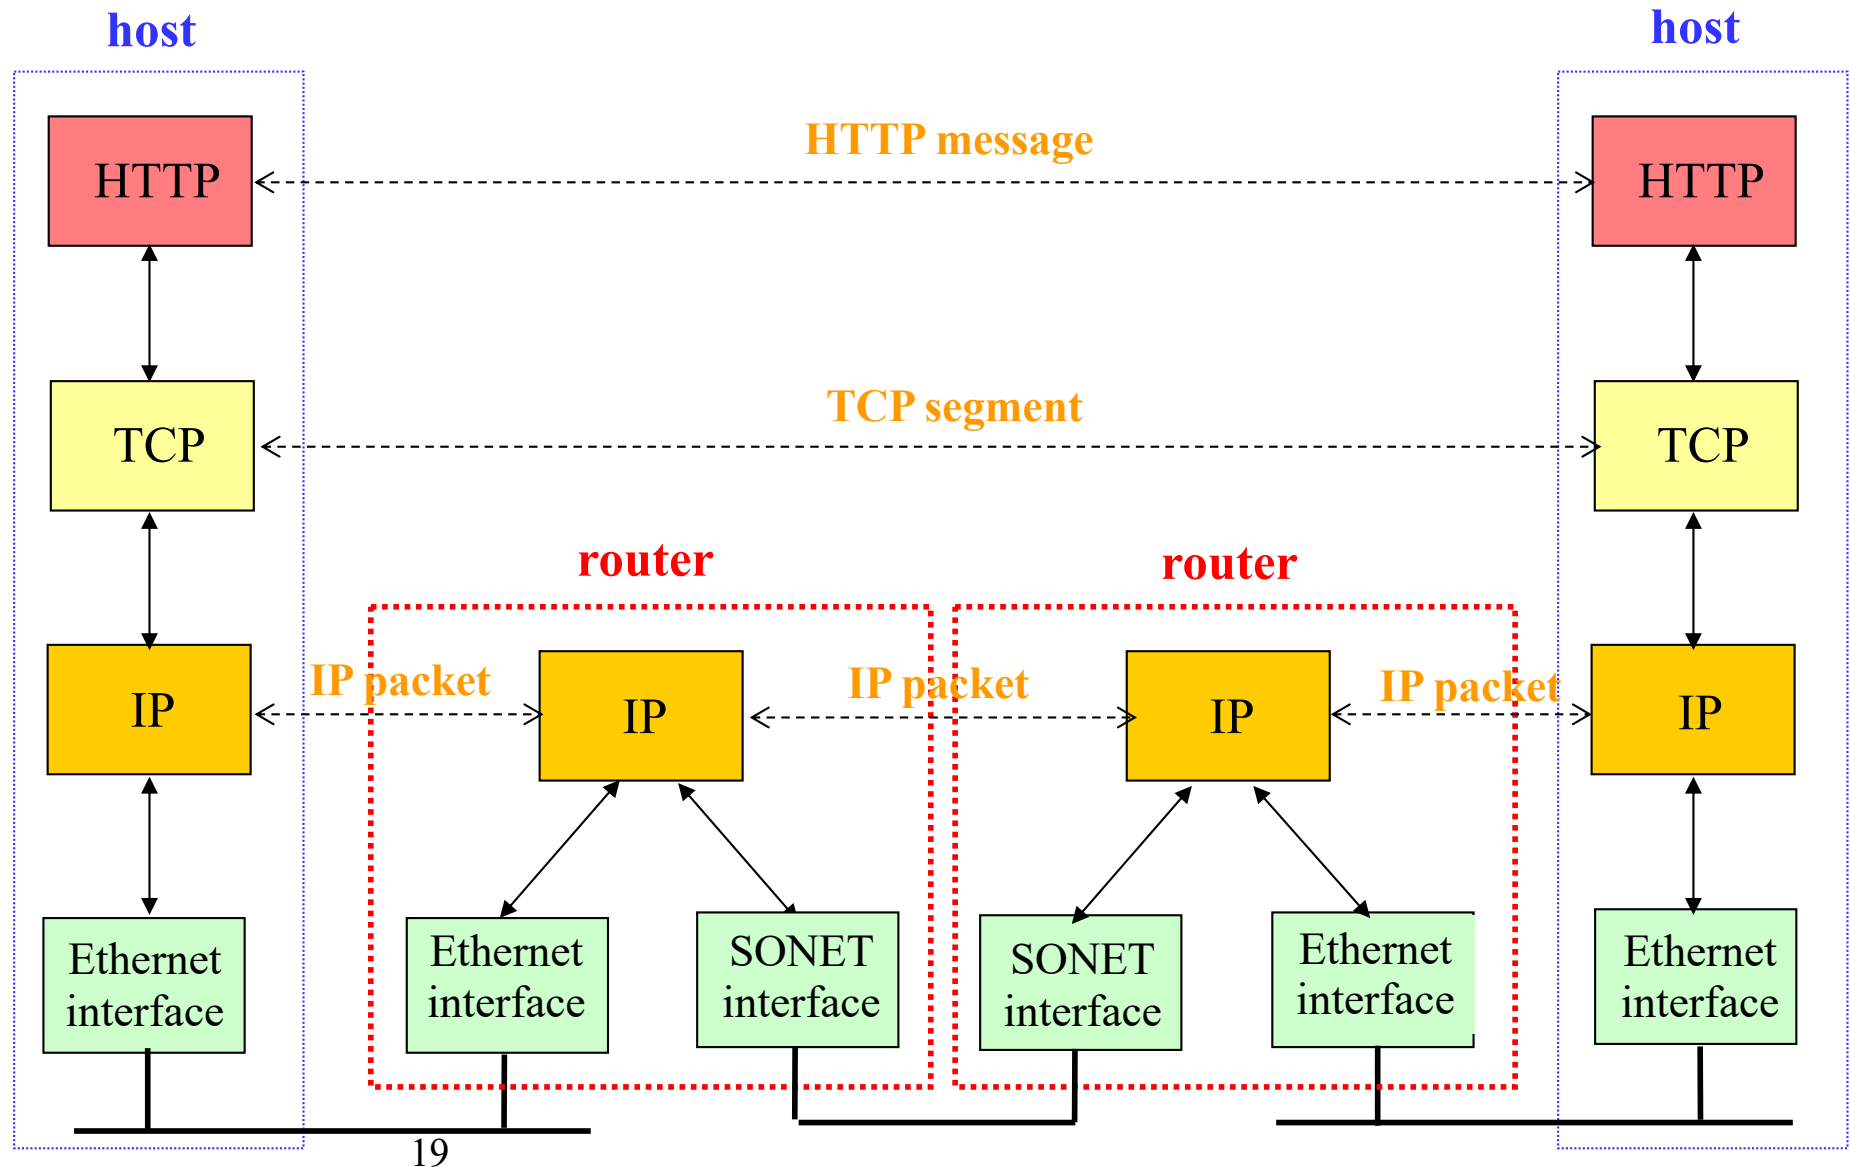 host
host
HTTP
HTTP message
HTTP
TCP
TCP segment
TCP
router
router
IP
IP packet
IP
IP packet
IP
IP packet
IP
Ethernet
interface
Ethernet
interface
SONET
interface
SONET
interface
Ethernet
interface
Ethernet
interface
19